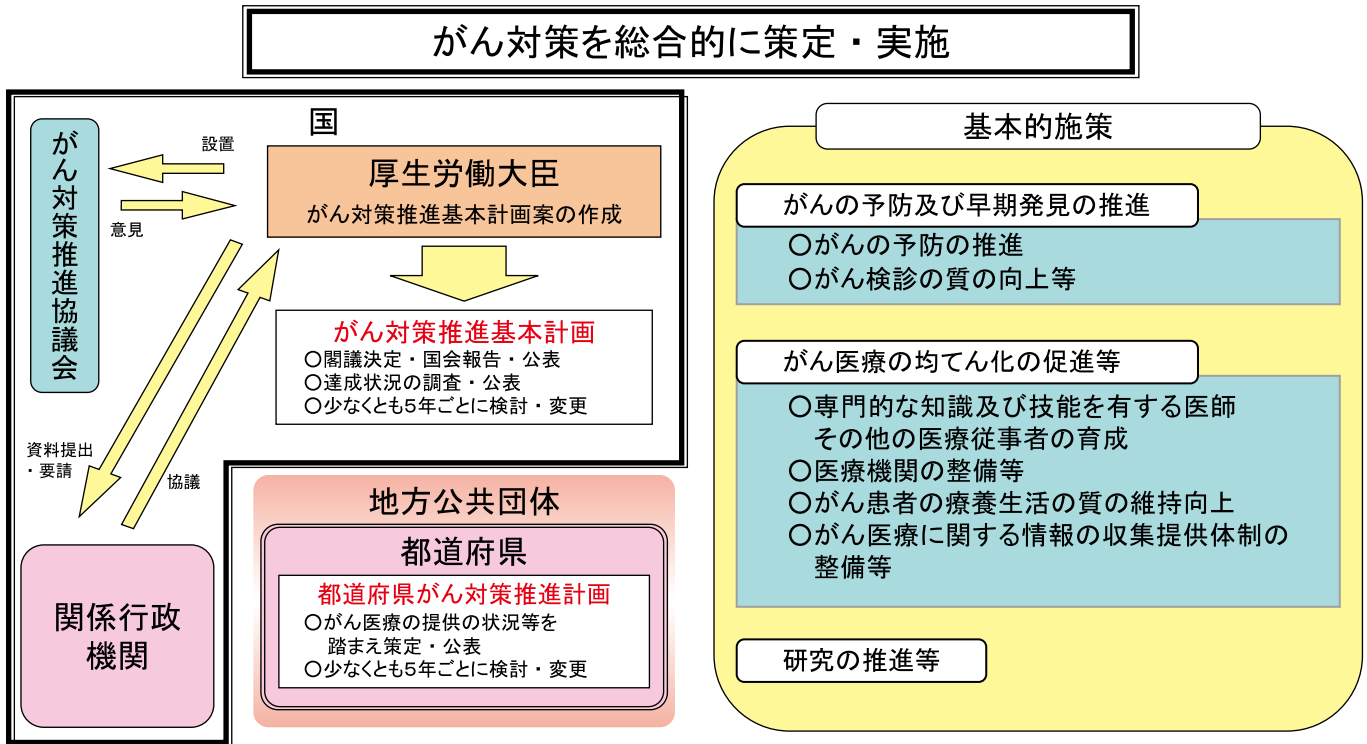 がん対策を総合的に策定・実施
国
がん対策推進協議会
設置
意見
厚生労働大臣
がん対策推進基本計画案の作成
がん対策推進基本計画
○閣議決定・国会報告・公表
○達成状況の調査・公表
○少なくとも5年ごとに検討・変更
資料提出
・要請
協議
関係行政
機関
地方公共団体
都道府県
都道府県がん対策推進計画
○がん医療の提供の状況等を
踏まえ策定・公表
○少なくとも5年ごとに検討・変更
基本的施策
がんの予防及び早期発見の推進
○がんの予防の推進
○がん検診の質の向上等
がん医療の均てん化の促進等
○専門的な知識及び技能を有する医師
その他の医療従事者の育成
○医療機関の整備等
○がん患者の療養生活の質の維持向上
○がん医療に関する情報の収集提供体制の
整備等
研究の推進等